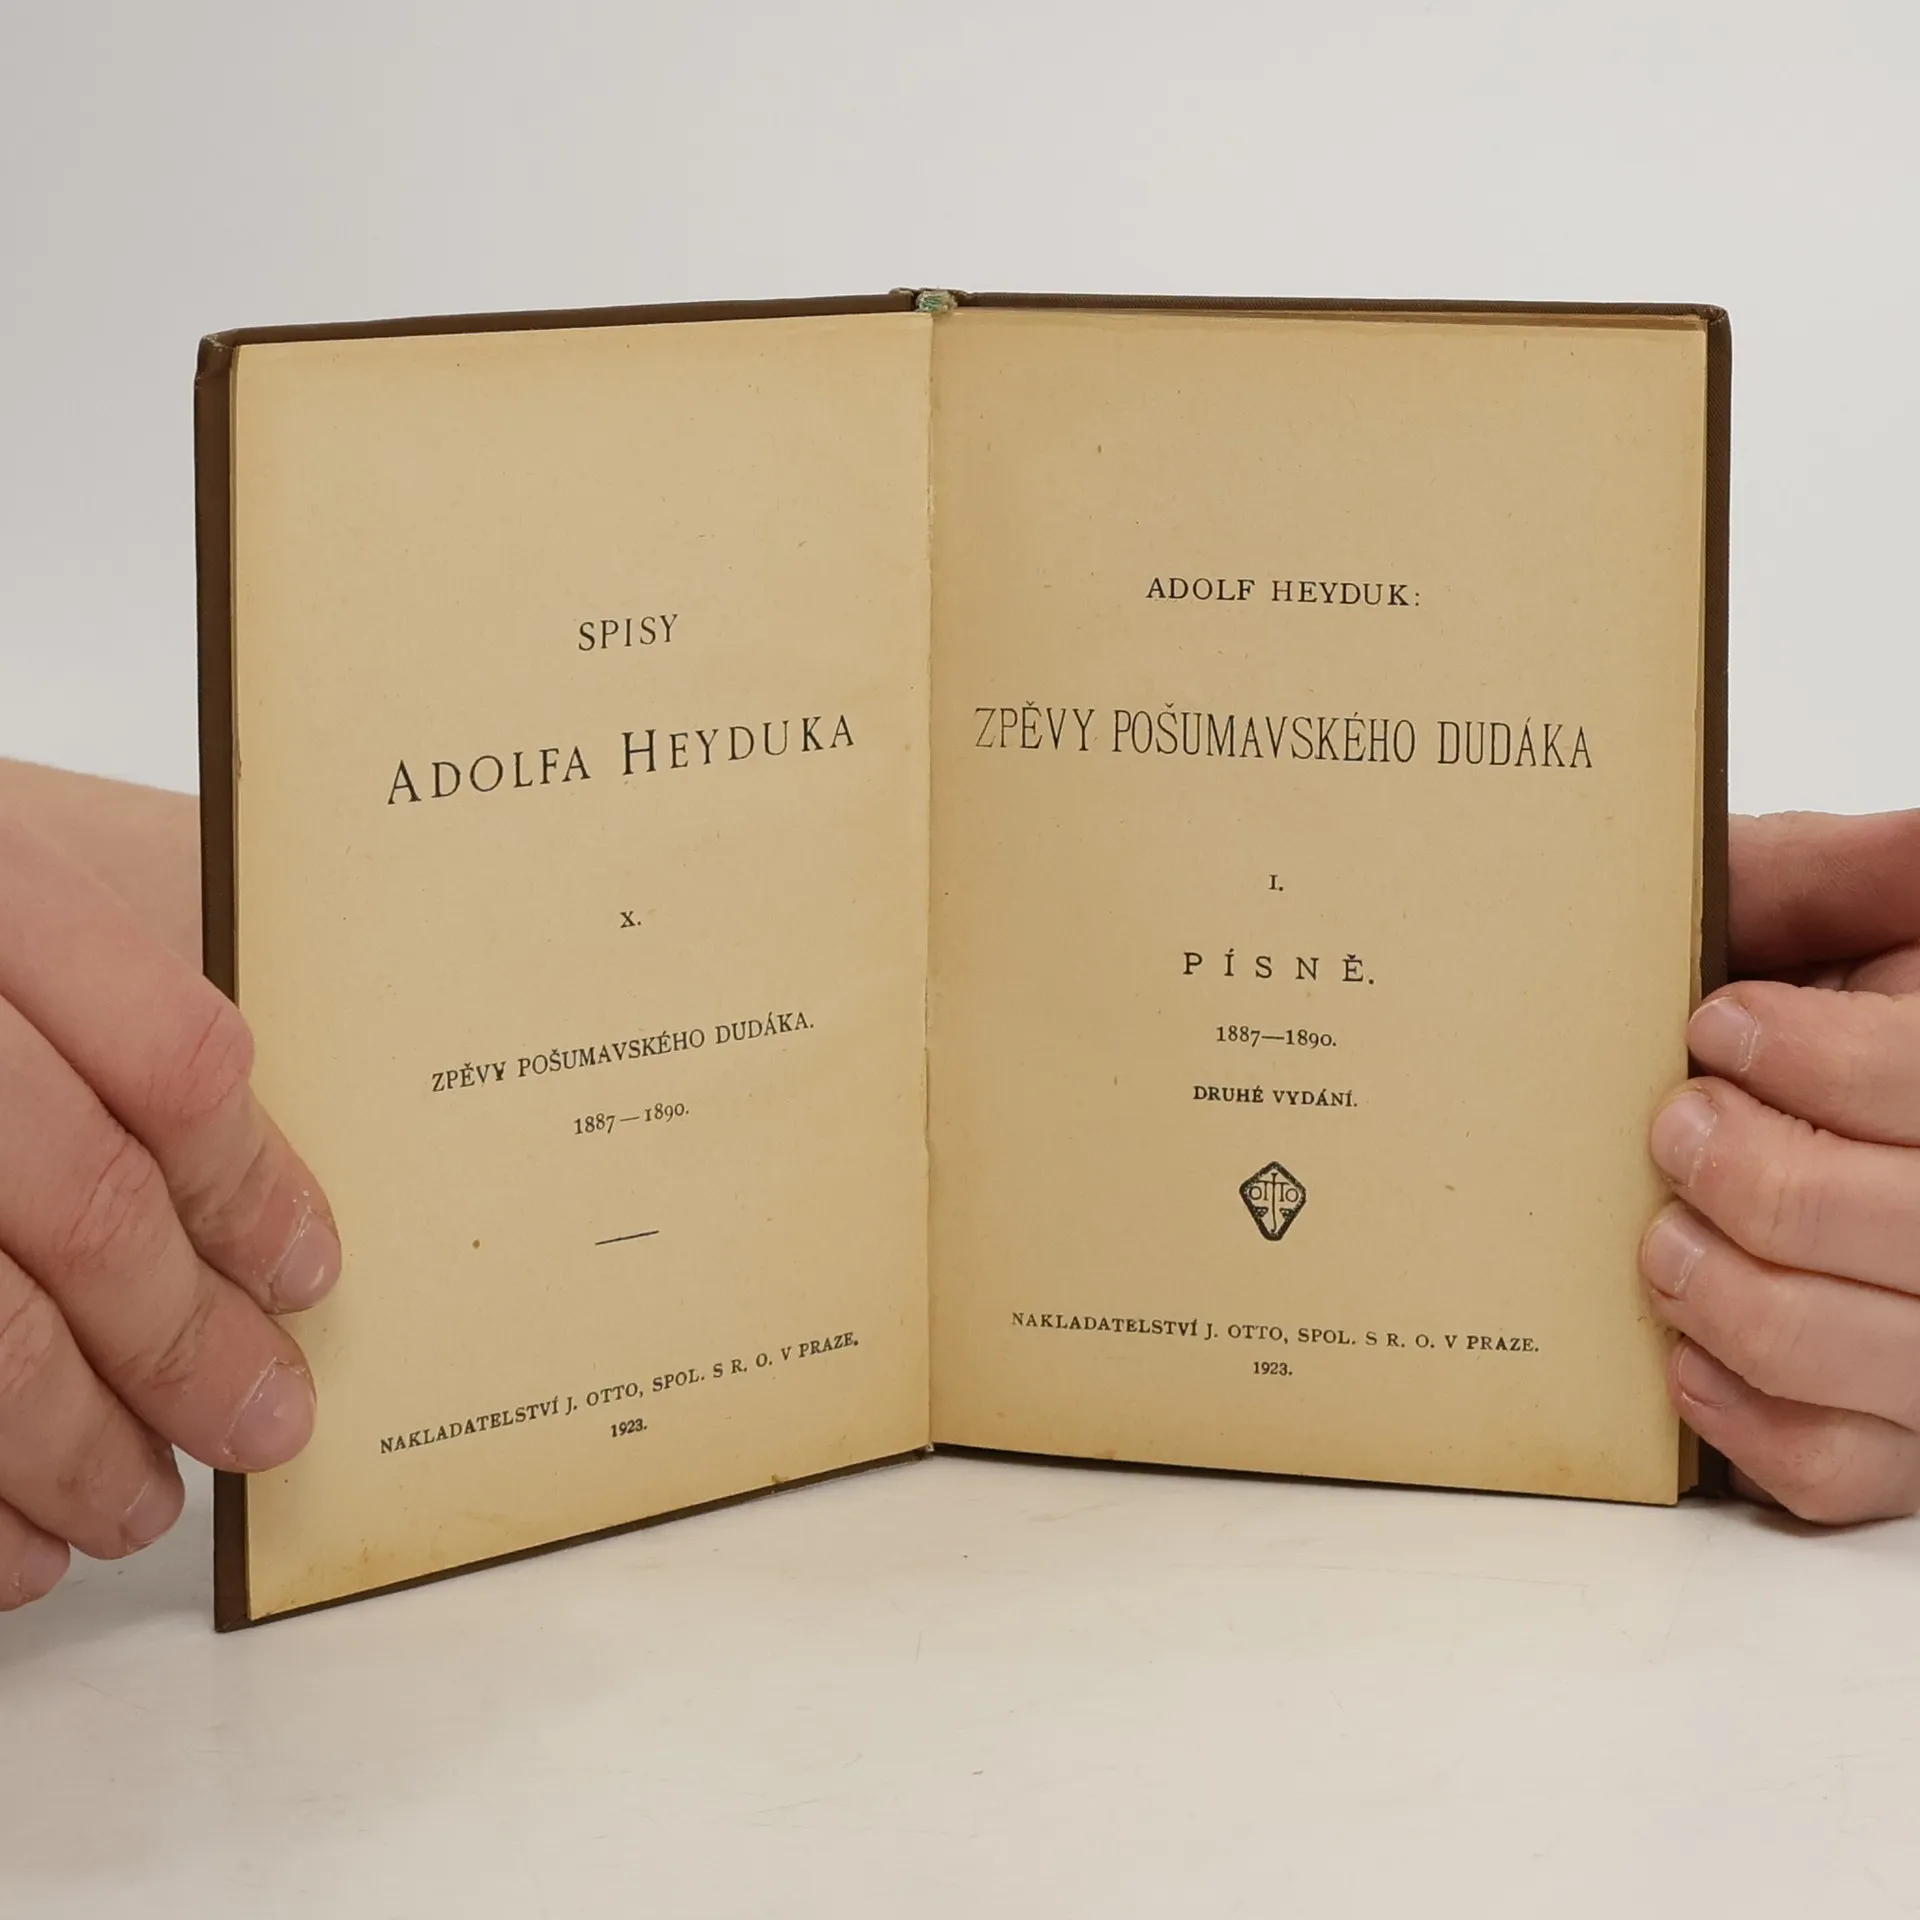 SPISY
ADOLFA HEYDUKA
X.
ZPĚVY POŠUMAVSKÉHO DUDÁKA.
1887—1890.
NAKLADATELSTVÍ J. OTTO, SPOL. S R. O. V PRAZE.
1923.
ADOLF HEYDUK:
ZPĚVY POŠUMAVSKÉHO DUDÁKA
I.
PÍSNĚ.
1887—1890.
DRUHÉ VYDÁNÍ.
OTTO
NAKLADATELSTVÍ J. OTTO, SPOL. S R. O. V PRAZE.
1923.